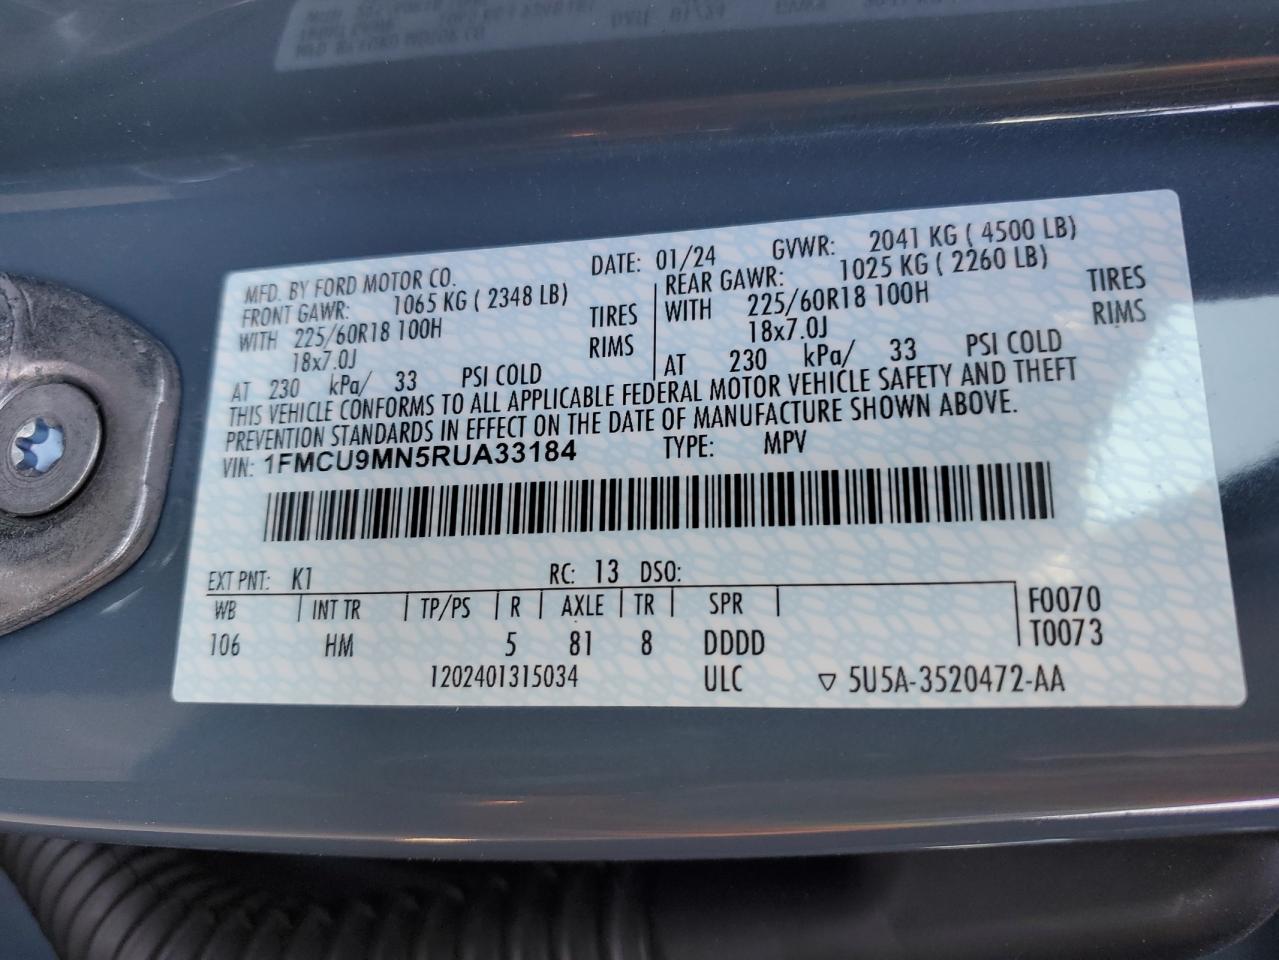 MFD. BY FORD MOTOR CO. DATE: 01/24 GVWR: 2041 KG ( 4500 LB)
FRONT GAWR: 1065 KG ( 2348 LB) REAR GAWR: 1025 KG ( 2260 LB)
WITH 225/60R18 100H TIRES WITH 225/60R18 100H TIRES
18x7.0J RIMS 18x7.0J RIMS
AT 230 kPa/ 33 PSI COLD AT 230 kPa/ 33 PSI COLD
THIS VEHICLE CONFORMS TO ALL APPLICABLE FEDERAL MOTOR VEHICLE SAFETY AND THEFT
PREVENTION STANDARDS IN EFFECT ON THE DATE OF MANUFACTURE SHOWN ABOVE.
VIN: 1FMCU9MN5RUA33184 TYPE: MPV
EXT PNT: K1 RC: 13 DSO:
WB INT TR TP/PS R AXLE TR SPR F0070
106 HM 5 81 8 DDDD T0073
1202401315034 ULC ▽ 5U5A-3520472-AA